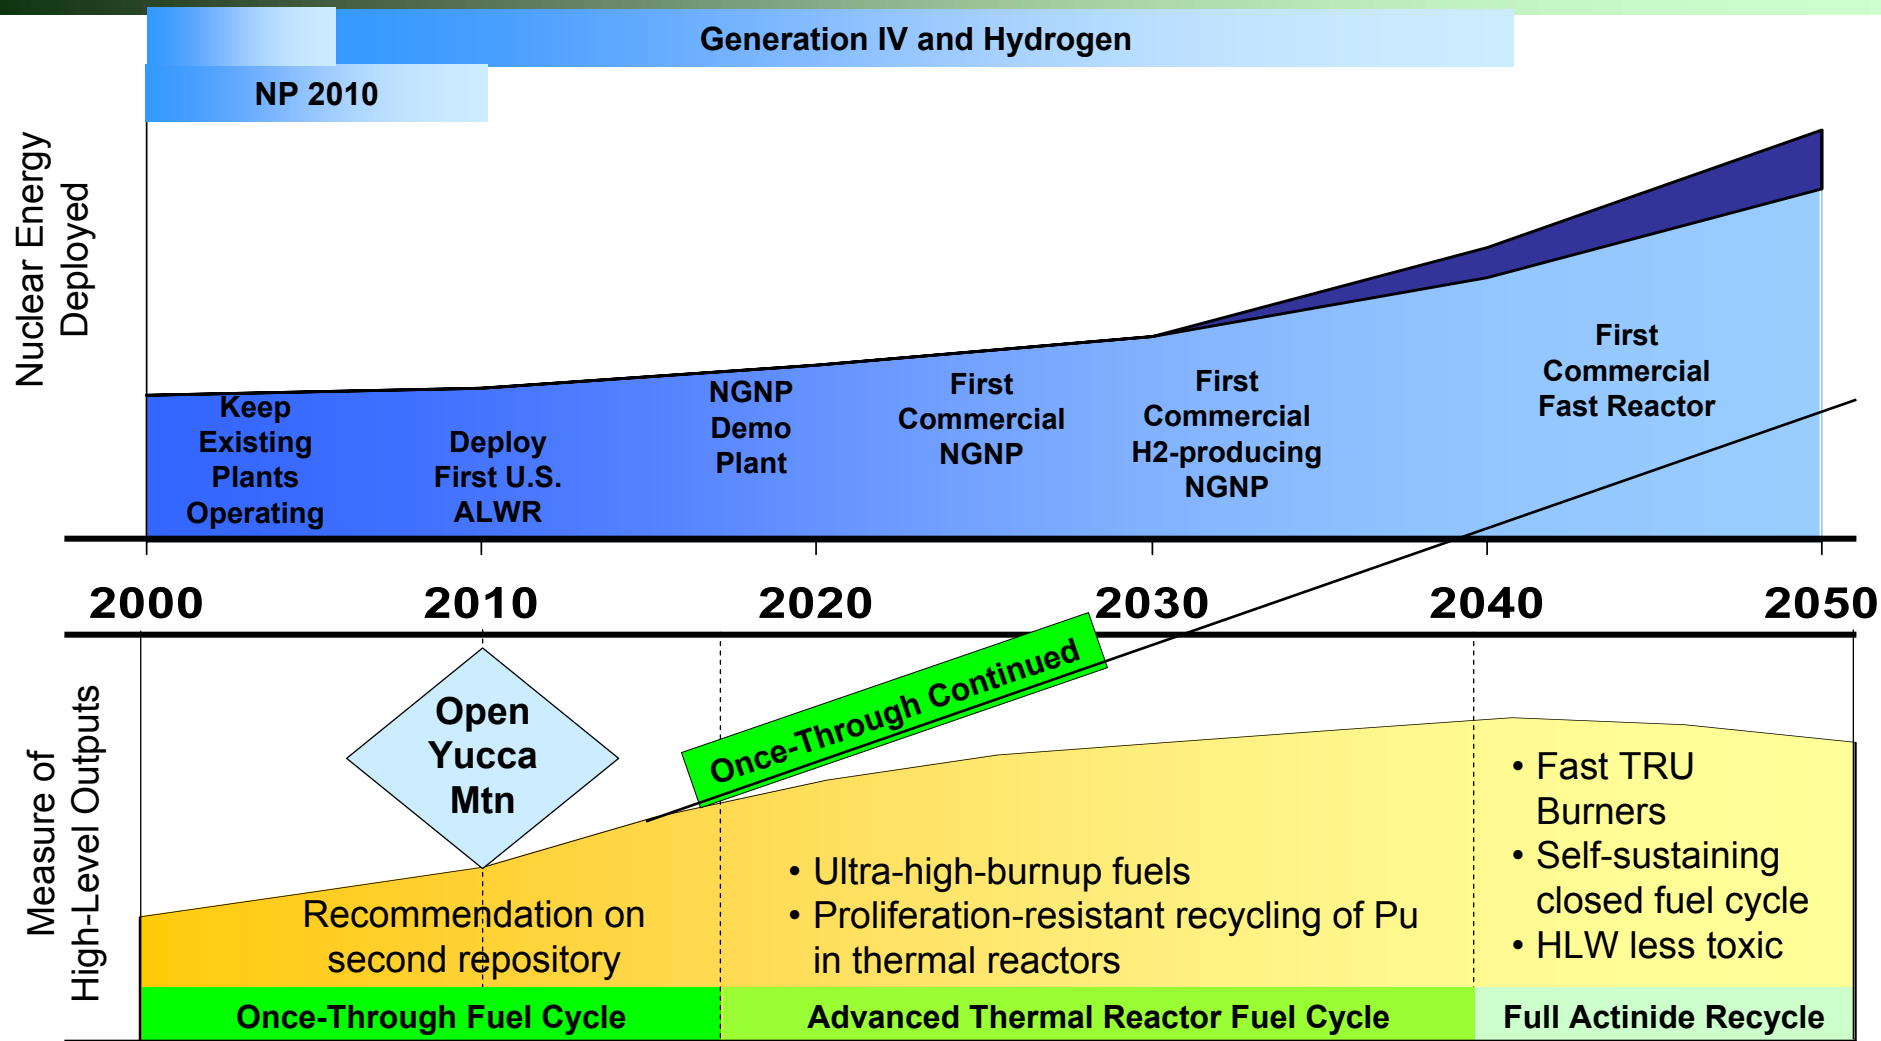 Generation IV and Hydrogen
NP 2010
Nuclear Energy
Deployed
Keep
Existing
Plants
Operating
Deploy
First U.S.
ALWR
NGNP
Demo
Plant
First
Commercial
NGNP
First
Commercial
H2-producing
NGNP
First
Commercial
Fast Reactor
2000 2010 2020 2030 2040 2050
Measure of
High-Level Outputs
Open
Yucca
Mtn
Once-Through Continued
Recommendation on
second repository
• Ultra-high-burnup fuels
• Proliferation-resistant recycling of Pu
in thermal reactors
• Fast TRU
Burners
• Self-sustaining
closed fuel cycle
• HLW less toxic
Once-Through Fuel Cycle
Advanced Thermal Reactor Fuel Cycle
Full Actinide Recycle